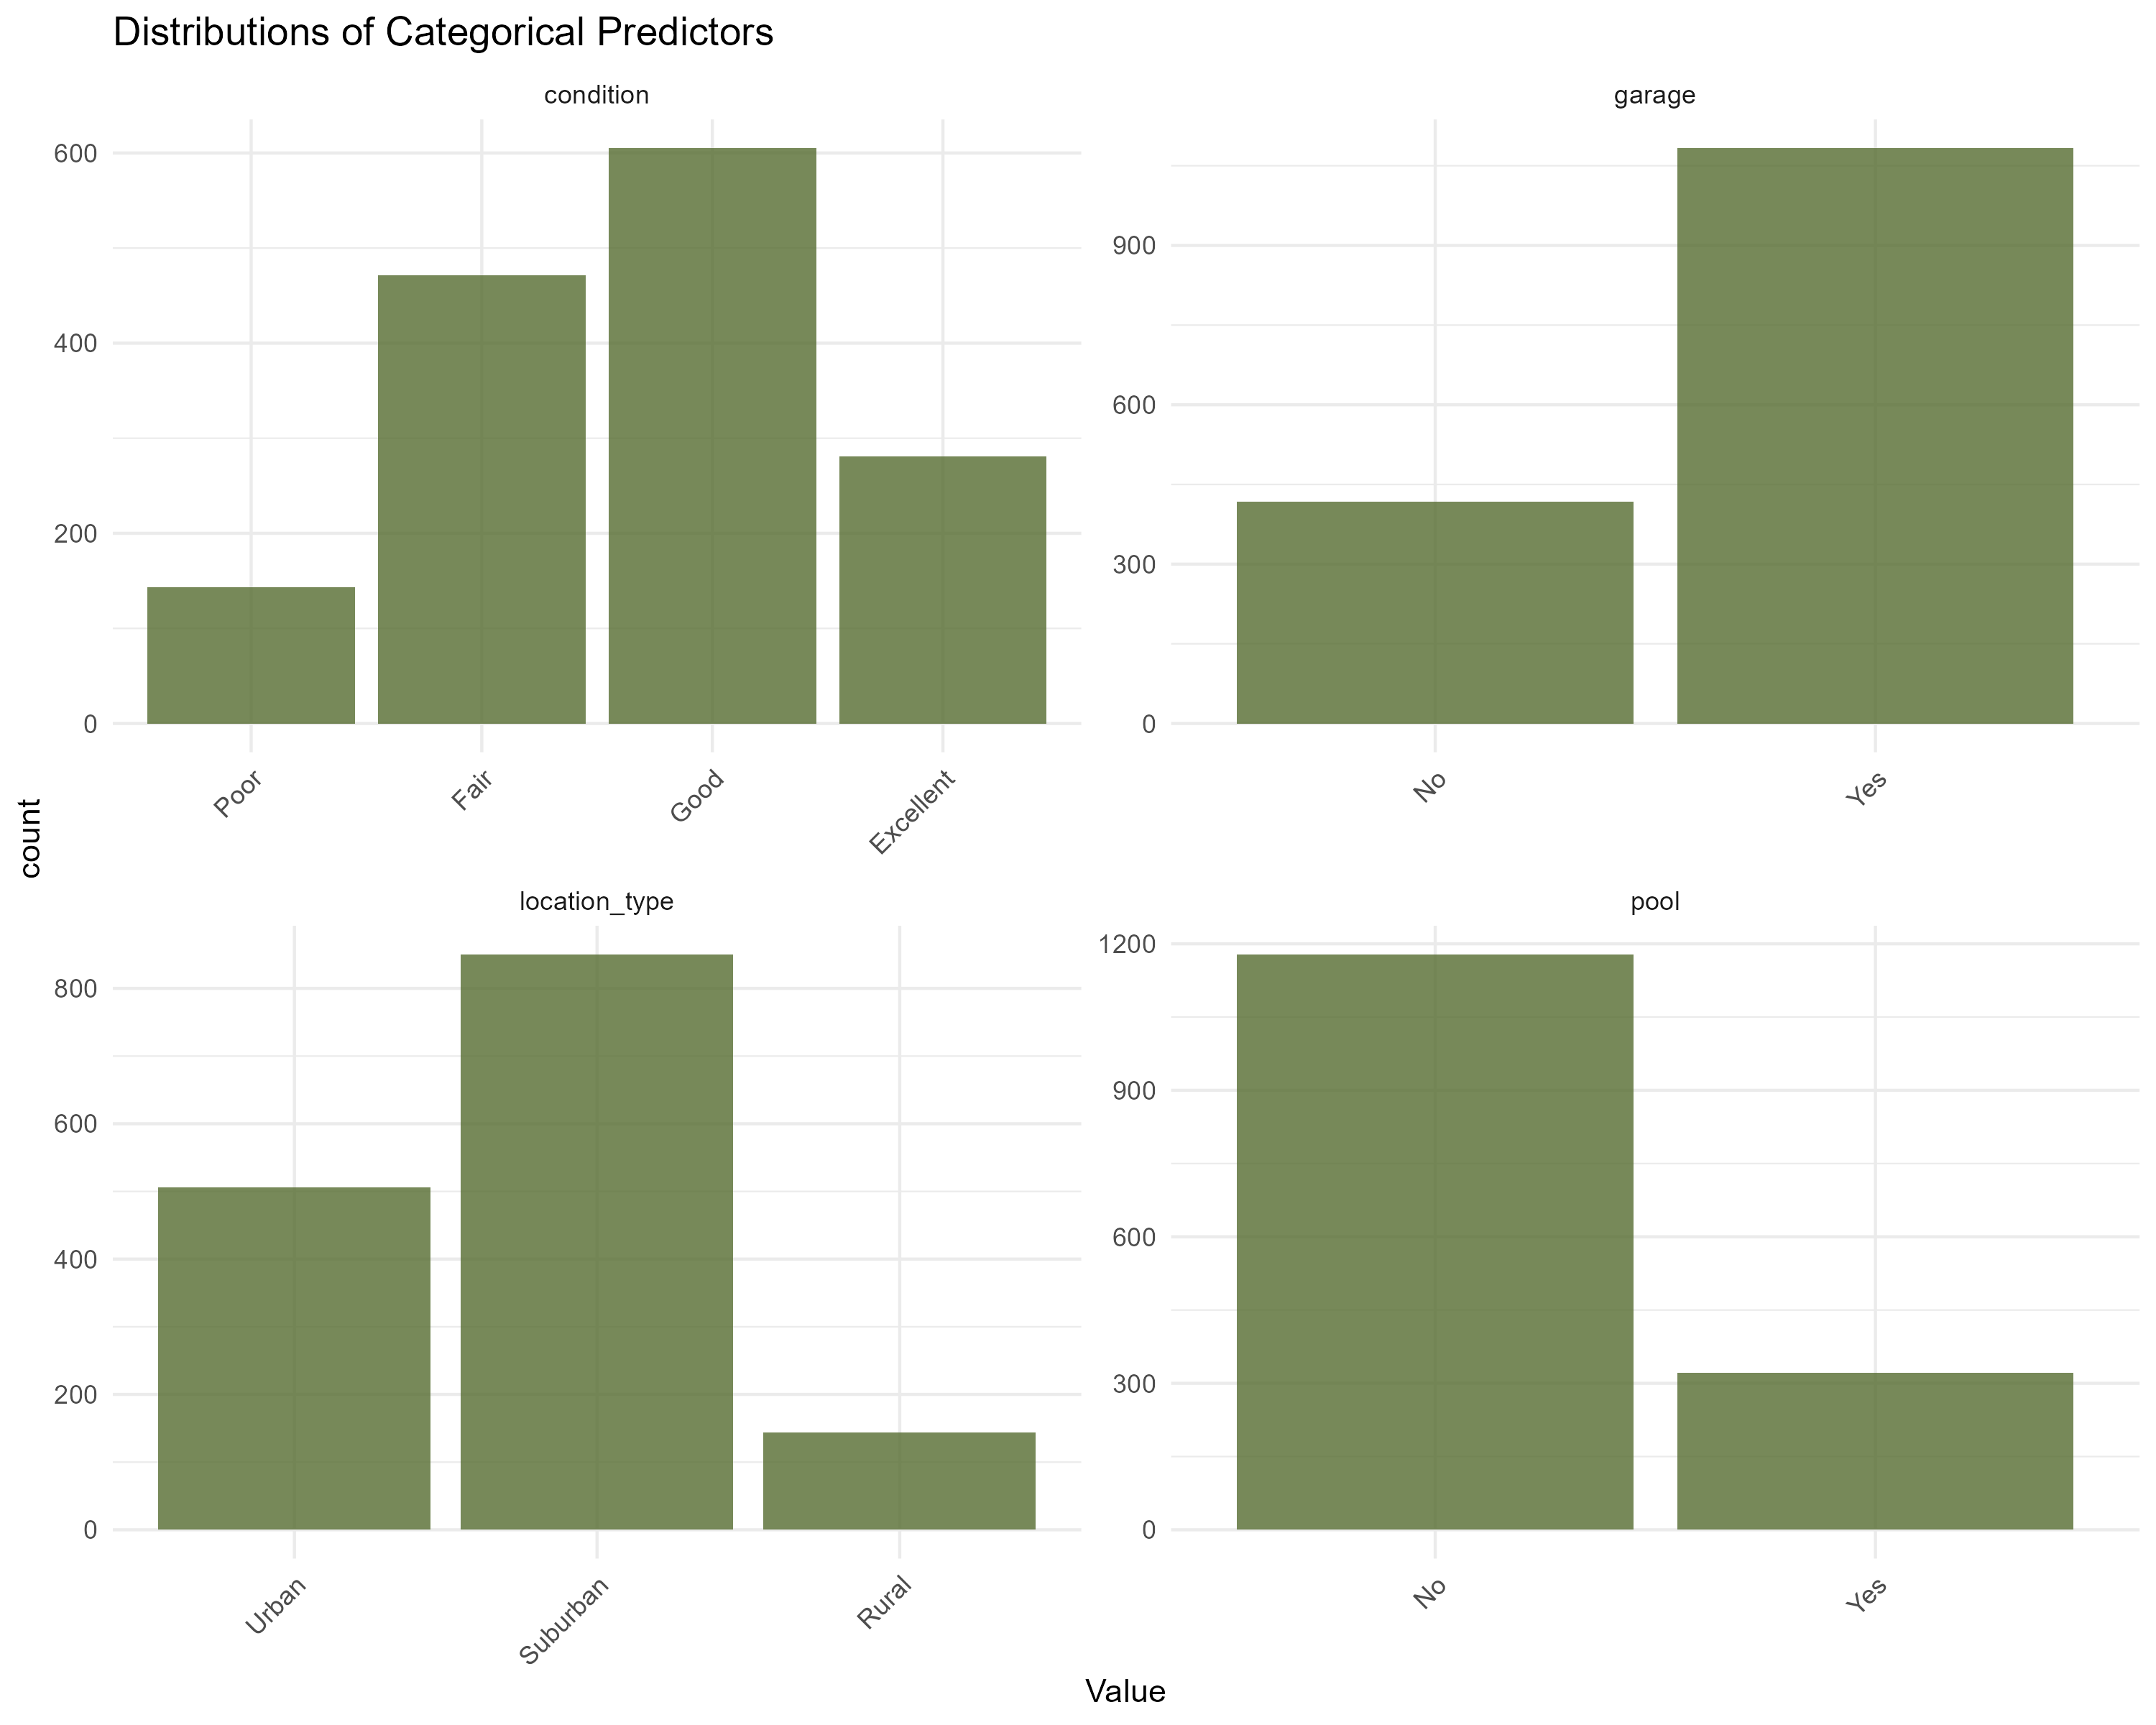 Distributions of Categorical Predictors
condition
600
400
200
0
Poor
Fair
Good
Excellent
garage
900
600
300
0
No
Yes
count
location_type
800
600
400
200
0
Urban
Suburban
Rural
pool
1200
900
600
300
0
No
Yes
Value